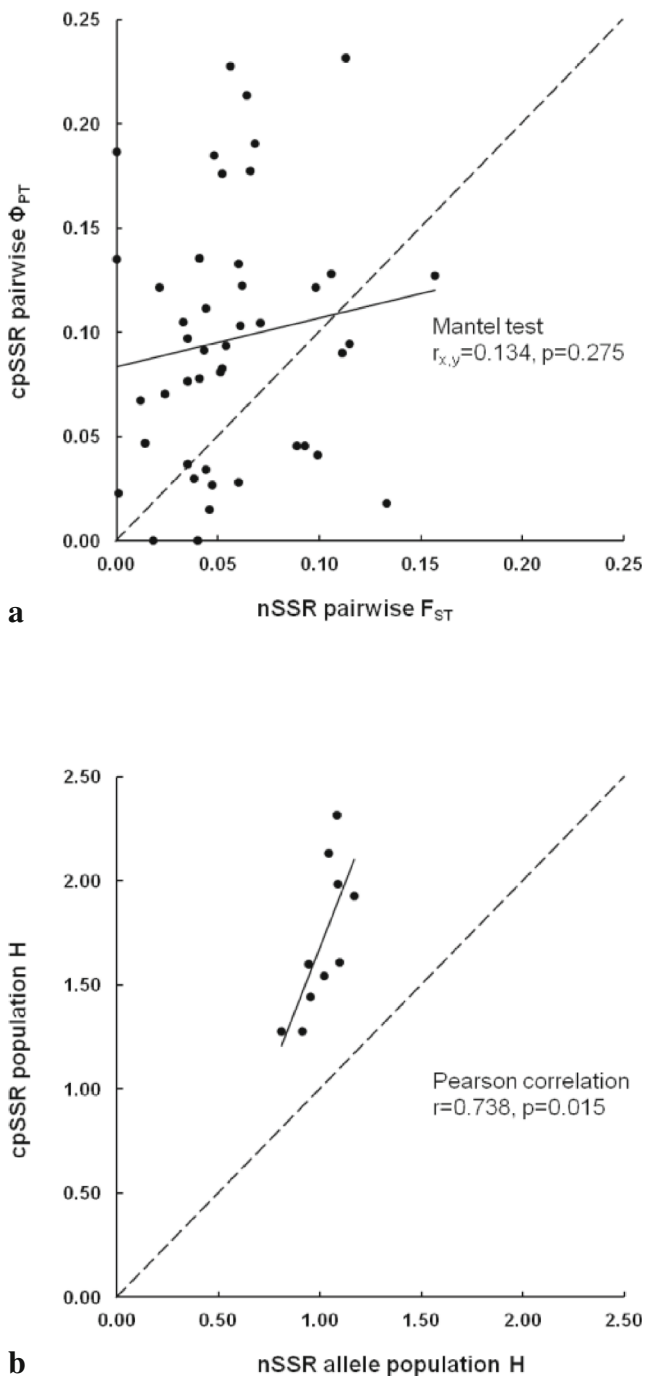 0.25
0.20
0.15
0.10
0.05
0.00
cpSSR pairwise ΦPT
Mantel test
rx,y=0.134, p=0.275
0.00 0.05 0.10 0.15 0.20 0.25
nSSR pairwise FST
a
2.50
2.00
1.50
1.00
0.50
0.00
cpSSR population H
Pearson correlation
r=0.738, p=0.015
0.00 0.50 1.00 1.50 2.00 2.50
nSSR allele population H
b